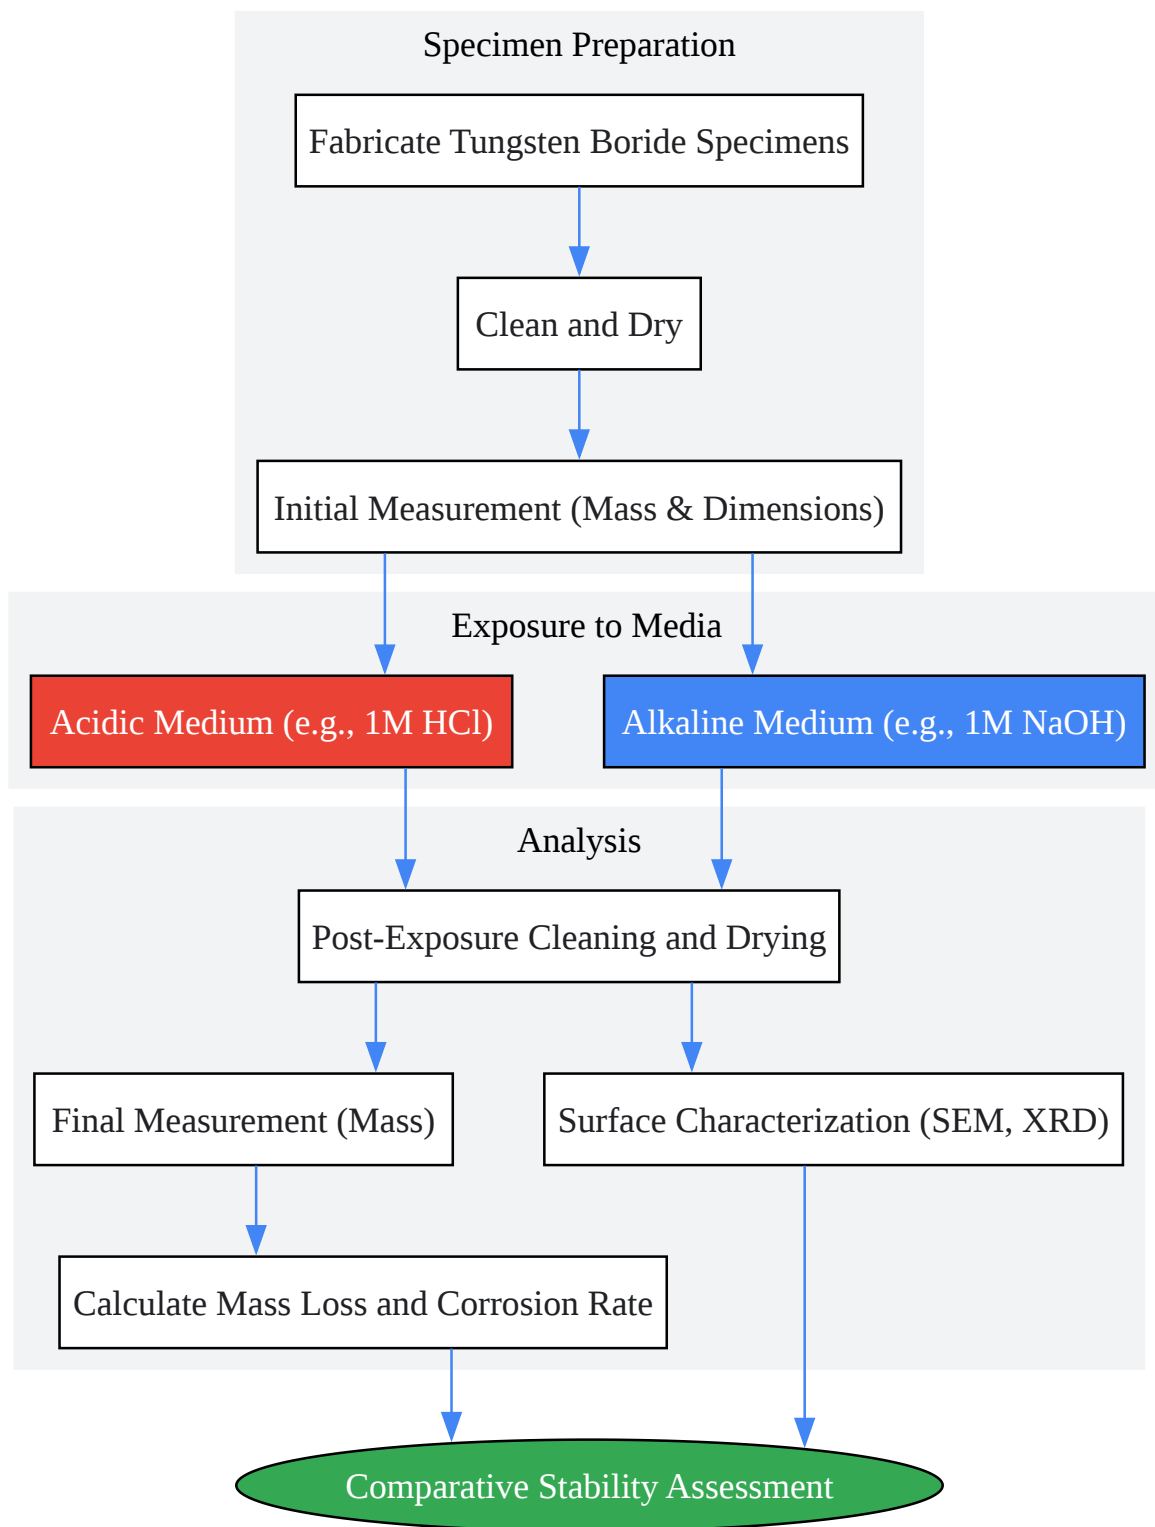 Specimen Preparation
Fabricate Tungsten Boride Specimens
Clean and Dry
Initial Measurement (Mass & Dimensions)
Exposure to Media
Acidic Medium (e.g., 1M HCl)
Alkaline Medium (e.g., 1M NaOH)
Analysis
Post-Exposure Cleaning and Drying
Final Measurement (Mass)
Surface Characterization (SEM, XRD)
Calculate Mass Loss and Corrosion Rate
Comparative Stability Assessment